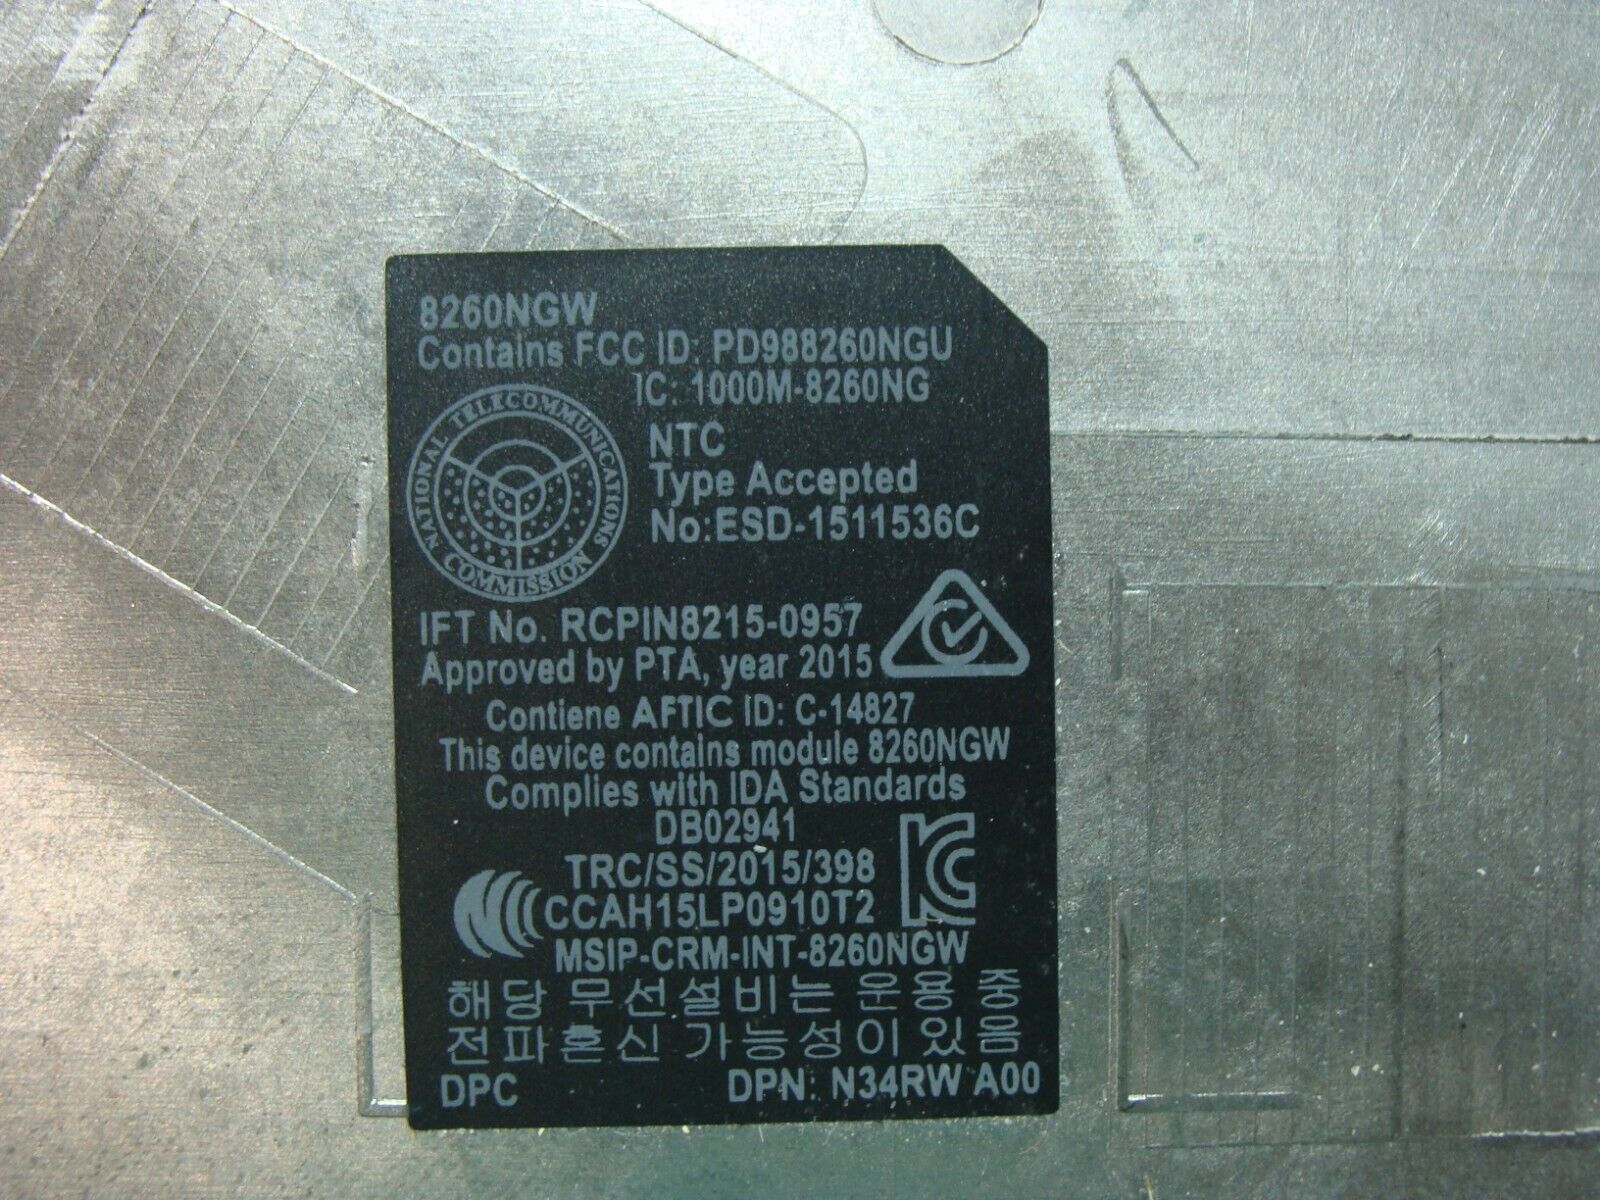 8260NGW
Contains FCC ID: PD988260NGU
IC: 1000M-8260NG
NATIONAL TELECOMMUNICATIONS COMMISSION
NTC
Type Accepted
No:ESD-1511536C
IFT No. RCPIN8215-0957
Approved by PTA, year 2015
Contiene AFTIC ID: C-14827
This device contains module 8260NGW
Complies with IDA Standards
DB02941
TRC/SS/2015/398
CCAH15LP0910T2
MSIP-CRM-INT-8260NGW
해당 무선설비는 운용 중
전파혼신 가능성이 있음
DPC DPN: N34RW A00